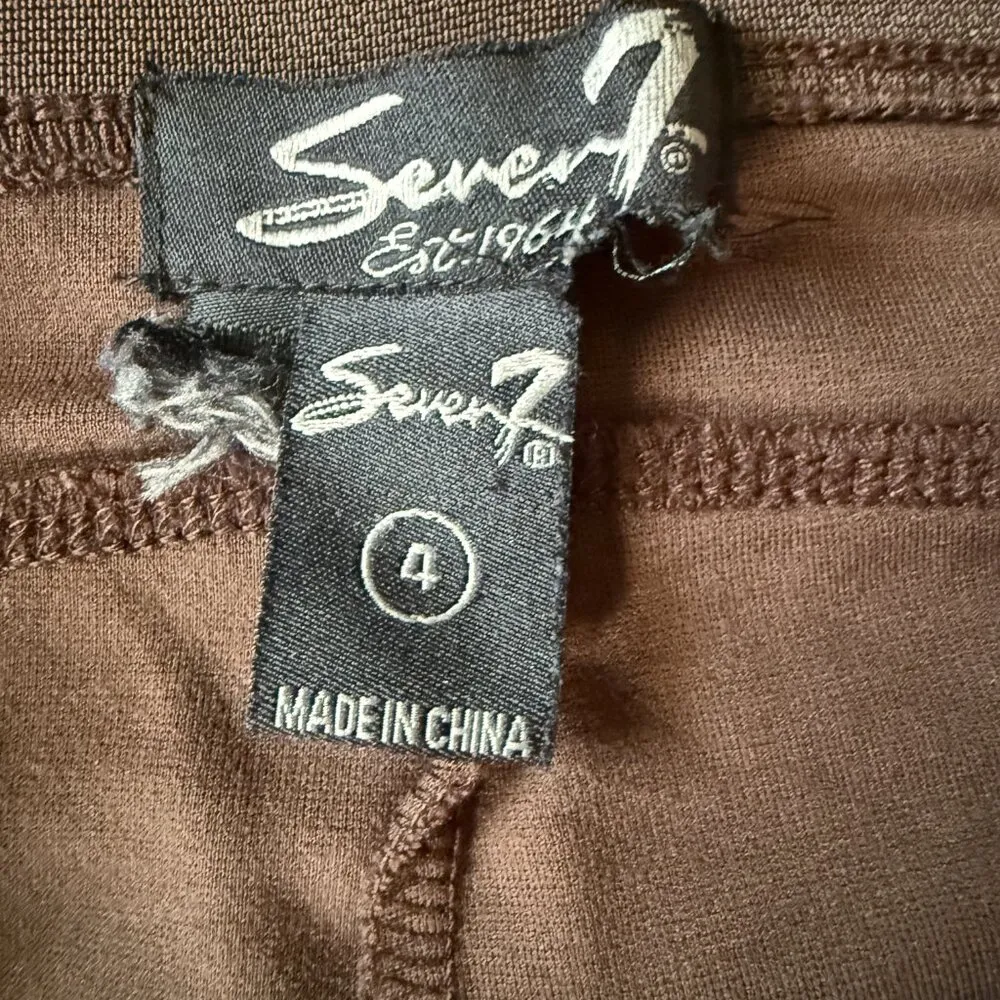 Seven7®
Est. 1964
Seven7®
4
MADE IN CHINA